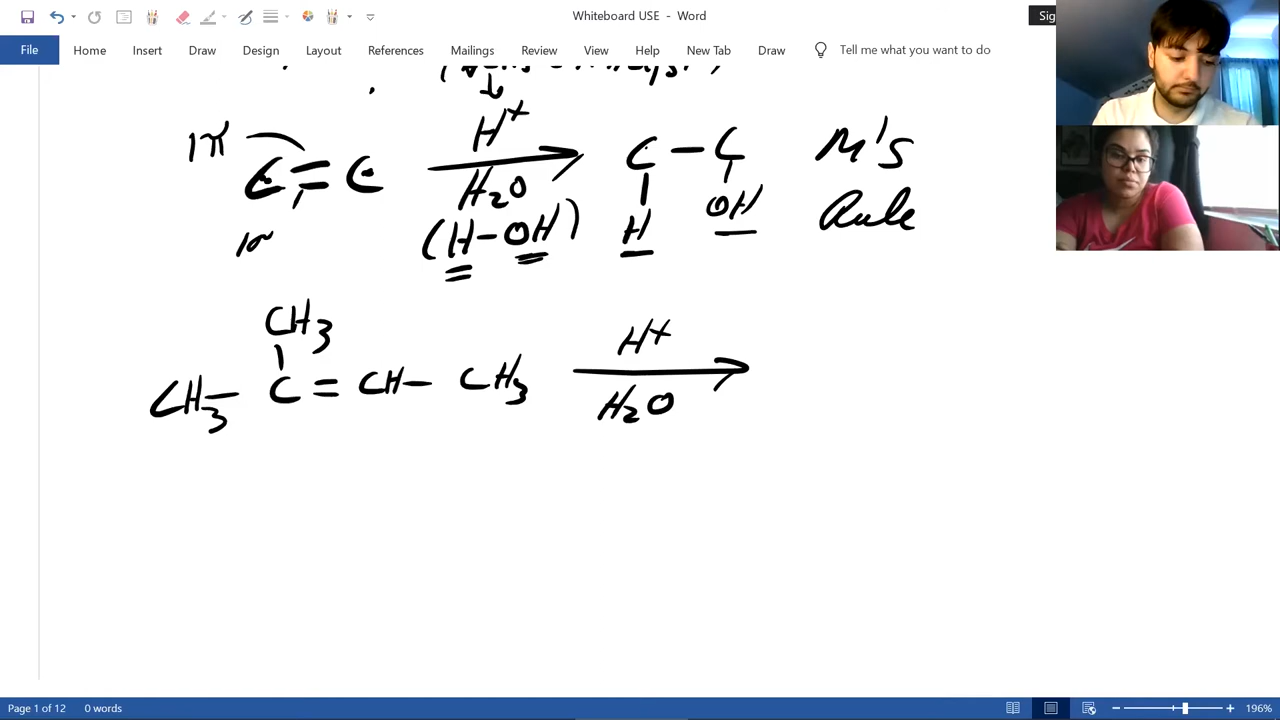 Whiteboard USE - Word
Sig
File Home Insert Draw Design Layout References Mailings Review View Help New Tab Draw Tell me what you want to do
H+
1π C = C → C - C M's
H2O
(H-OH) H OH Rule
1σ
CH3
CH3- C = CH- CH3 H+ →
H2O
Page 1 of 12 0 words 196%